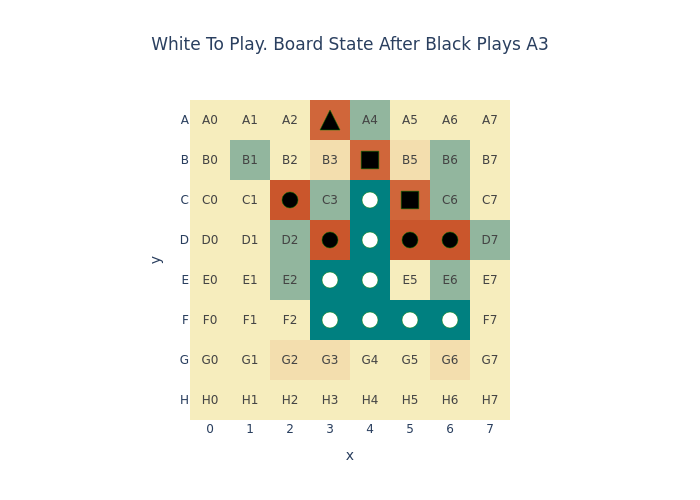 White To Play. Board State After Black Plays A3
A A0 A1 A2 A4 A5 A6 A7
B B0 B1 B2 B3 B5 B6 B7
C C0 C1 C3 C6 C7
D D0 D1 D2 D7
E E0 E1 E2 E5 E6 E7
F F0 F1 F2 F7
G G0 G1 G2 G3 G4 G5 G6 G7
H H0 H1 H2 H3 H4 H5 H6 H7
0 1 2 3 4 5 6 7
x
y